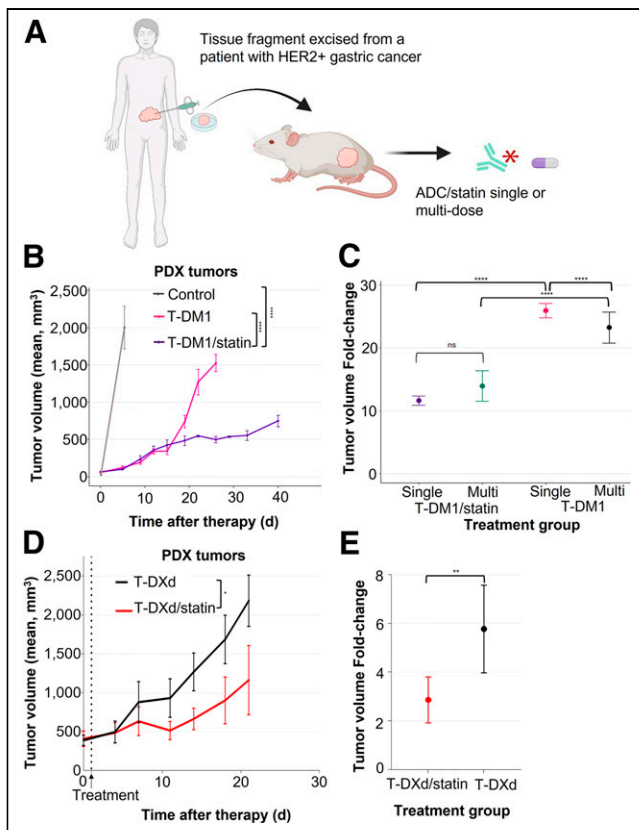 A
Tissue fragment excised from a
patient with HER2+ gastric cancer
ADC/statin single or
multi-dose
B
PDX tumors
Control
T-DM1
T-DM1/statin
****
****
Tumor volume (mean, mm³)
2,500
2,000
1,500
1,000
500
0
0
10
20
30
40
Time after therapy (d)
C
Tumor volume Fold-change
30
20
10
0
****
****
****
ns
Single
Multi
Single
Multi
T-DM1/statin
T-DM1
Treatment group
D
PDX tumors
T-DXd
T-DXd/statin
*
Tumor volume (mean, mm³)
2,500
2,000
1,500
1,000
500
0
0
10
20
30
Treatment
Time after therapy (d)
E
Tumor volume Fold-change
8
6
4
2
0
**
T-DXd/statin
T-DXd
Treatment group